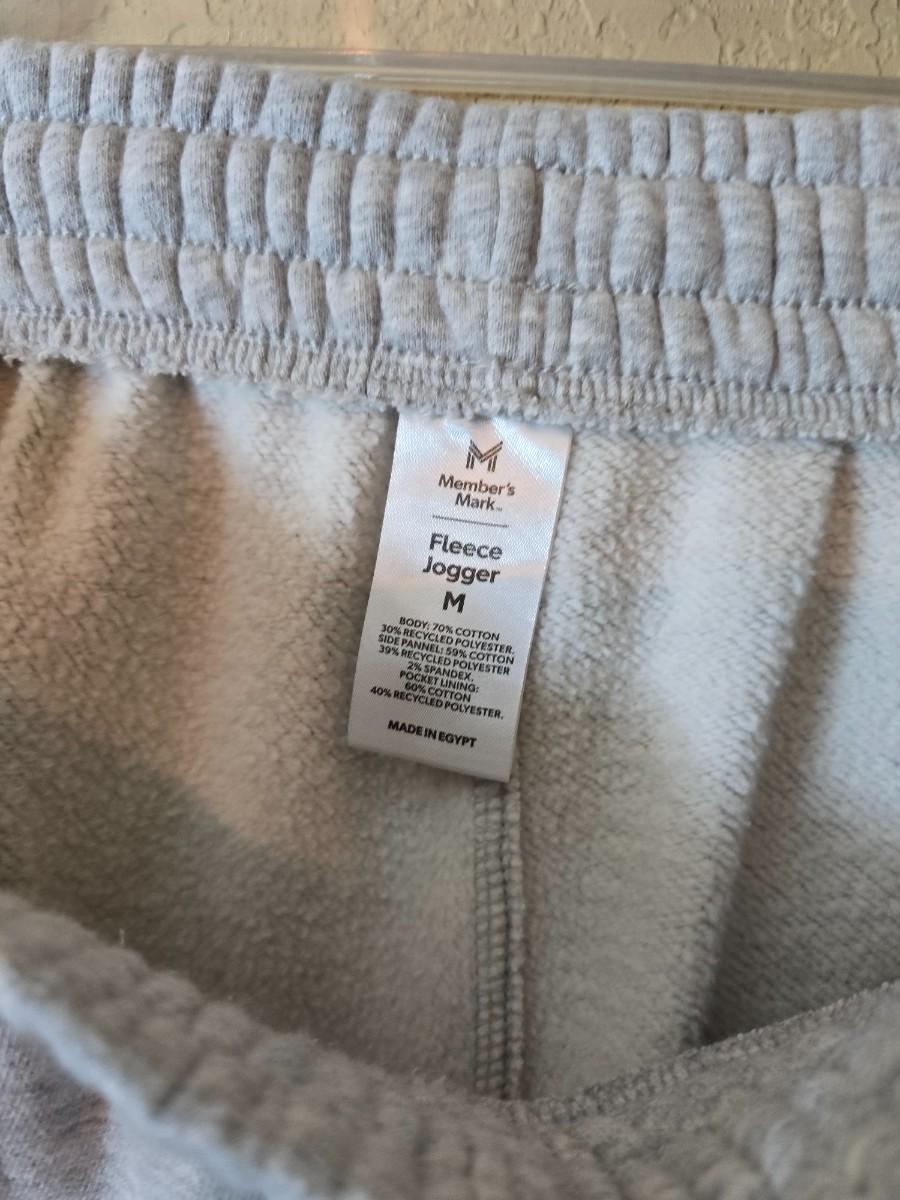 M
Member's
Mark™
Fleece
Jogger
M
BODY: 70% COTTON
30% RECYCLED POLYESTER.
SIDE PANNEL: 59% COTTON
39% RECYCLED POLYESTER
2% SPANDEX.
POCKET LINING:
60% COTTON
40% RECYCLED POLYESTER.
MADE IN EGYPT